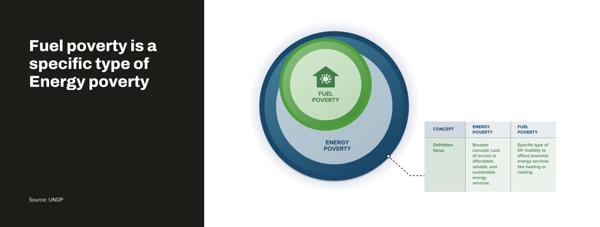 Fuel poverty is a
specific type of
Energy poverty
Source: UNDP
FUEL
POVERTY
ENERGY
POVERTY
CONCEPT
ENERGY
POVERTY
FUEL
POVERTY
Definition
focus
Broader
concept: Lack
of access to
affordable,
reliable, and
sustainable
energy
services.
Specific type of
EP: Inability to
afford essential
energy services
like heating or
cooling.